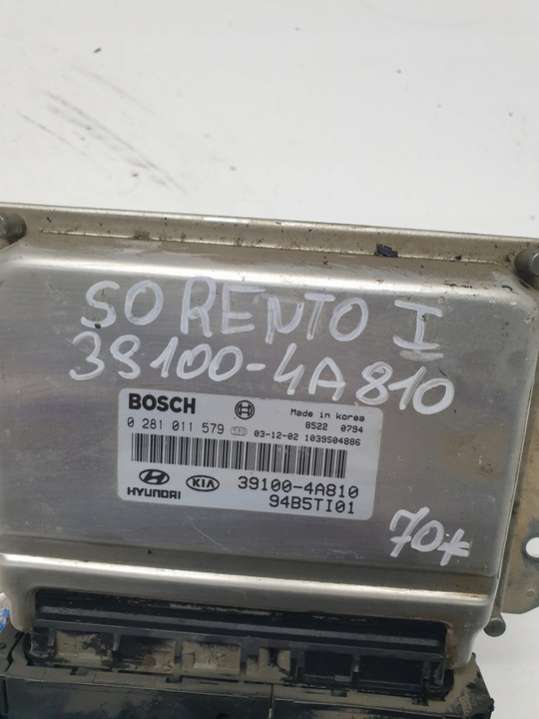 SORENTO I
39100-4A810
BOSCH
Made in korea
8522 0794
0 281 011 579 03-12-02 1039S04886
HYUNDAI KIA 39100-4A810
94B5TI01
70+